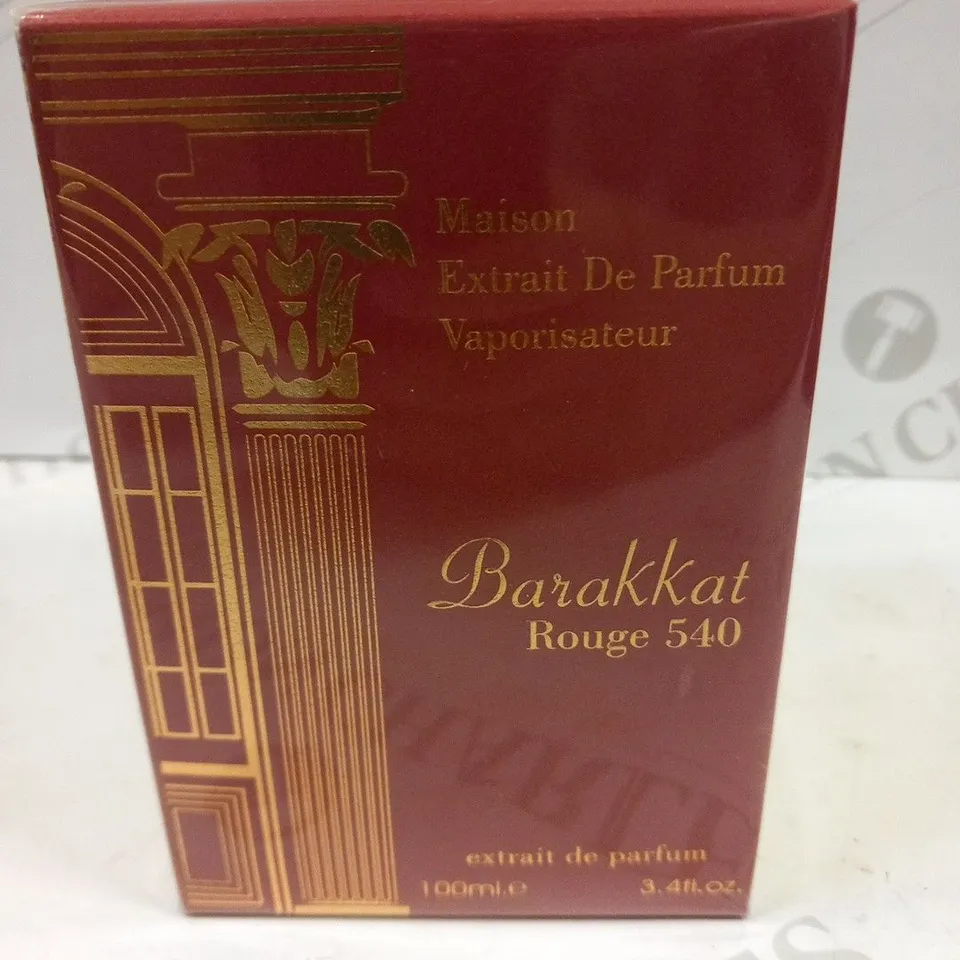 Maison
Extrait De Parfum
Vaporisateur
Barakkat
Rouge 540
extrait de parfum
100ml.e 3.4fl.oz.